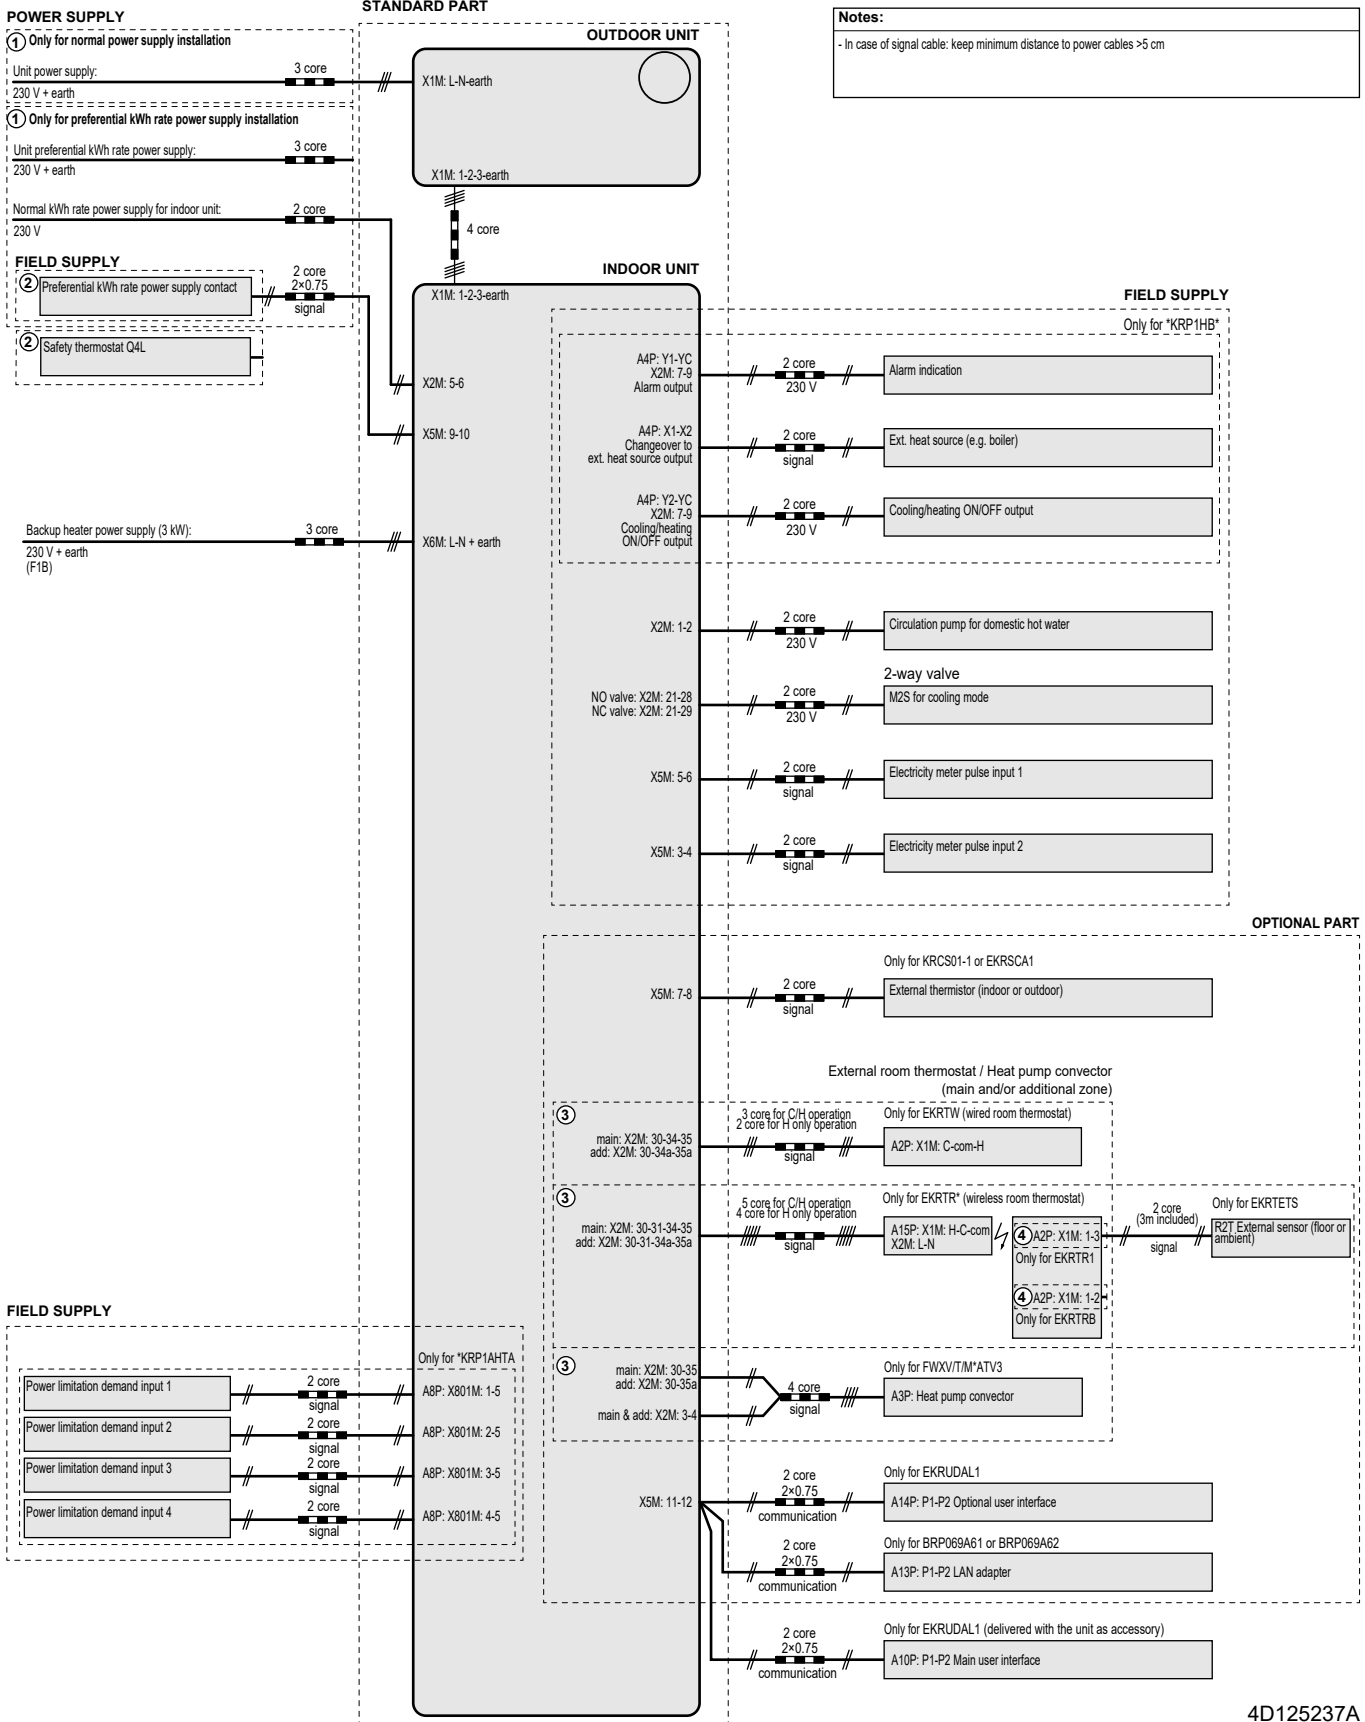 POWER SUPPLY
① Only for normal power supply installation
Unit power supply:
3 core
230 V + earth
① Only for preferential kWh rate power supply installation
Unit preferential kWh rate power supply:
3 core
230 V + earth
Normal kWh rate power supply for indoor unit:
2 core
230 V
FIELD SUPPLY
②
Preferential kWh rate power supply contact
2 core
2×0.75
signal
②
Safety thermostat Q4L
Backup heater power supply (3 kW):
3 core
230 V + earth
(F1B)
STANDARD PART
OUTDOOR UNIT
X1M: L-N-earth
X1M: 1-2-3-earth
4 core
INDOOR UNIT
X1M: 1-2-3-earth
X2M: 5-6
X5M: 9-10
X6M: L-N + earth
Notes:
- In case of signal cable: keep minimum distance to power cables >5 cm
FIELD SUPPLY
Only for *KRP1HB*
A4P: Y1-YC
X2M: 7-9
Alarm output
2 core
230 V
Alarm indication
A4P: X1-X2
Changeover to
ext. heat source output
2 core
signal
Ext. heat source (e.g. boiler)
A4P: Y2-YC
X2M: 7-9
Cooling/heating
ON/OFF output
2 core
230 V
Cooling/heating ON/OFF output
X2M: 1-2
2 core
230 V
Circulation pump for domestic hot water
2-way valve
NO valve: X2M: 21-28
NC valve: X2M: 21-29
2 core
230 V
M2S for cooling mode
X5M: 5-6
2 core
signal
Electricity meter pulse input 1
X5M: 3-4
2 core
signal
Electricity meter pulse input 2
OPTIONAL PART
Only for KRCS01-1 or EKRSCA1
X5M: 7-8
2 core
signal
External thermistor (indoor or outdoor)
External room thermostat / Heat pump convector
(main and/or additional zone)
③
main: X2M: 30-34-35
add: X2M: 30-34a-35a
3 core for C/H operation
2 core for H only operation
signal
Only for EKRTW (wired room thermostat)
A2P: X1M: C-com-H
③
main: X2M: 30-31-34-35
add: X2M: 30-31-34a-35a
5 core for C/H operation
4 core for H only operation
signal
Only for EKRTR* (wireless room thermostat)
A15P: X1M: H-C-com
X2M: L-N
④ A2P: X1M: 1-3
Only for EKRTR1
④ A2P: X1M: 1-2
Only for EKRTRB
2 core
(3m included)
signal
Only for EKRTETS
R2T External sensor (floor or
ambient)
③
main: X2M: 30-35
add: X2M: 30-35a
main & add: X2M: 3-4
4 core
signal
Only for FWXV/T/M*ATV3
A3P: Heat pump convector
X5M: 11-12
2 core
2×0.75
communication
Only for EKRUDAL1
A14P: P1-P2 Optional user interface
2 core
2×0.75
communication
Only for BRP069A61 or BRP069A62
A13P: P1-P2 LAN adapter
2 core
2×0.75
communication
Only for EKRUDAL1 (delivered with the unit as accessory)
A10P: P1-P2 Main user interface
FIELD SUPPLY
Only for *KRP1AHTA
Power limitation demand input 1
2 core
signal
A8P: X801M: 1-5
Power limitation demand input 2
2 core
signal
A8P: X801M: 2-5
Power limitation demand input 3
2 core
signal
A8P: X801M: 3-5
Power limitation demand input 4
2 core
signal
A8P: X801M: 4-5
4D125237A